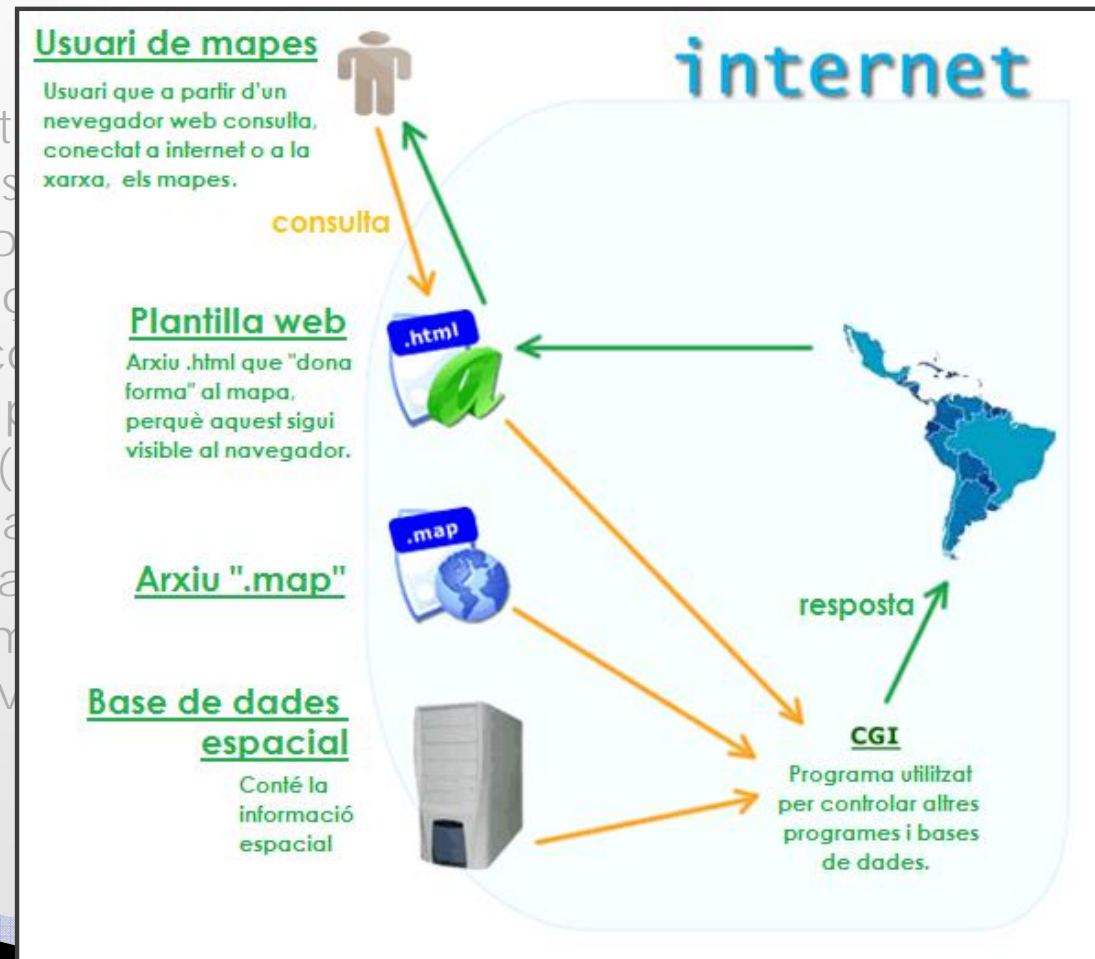 Usuari de mapes
internet
Usuari que a partir d'un
nevegador web consulta,
conectat a internet o a la
xarxa, els mapes.
consulta
Plantilla web
.html
Arxiu .html que "dona
forma" al mapa,
perquè aquest sigui
visible al navegador.
.map
Arxiu ".map"
resposta
Base de dades
espacial
Conté la
informació
espacial
CGI
Programa utilitzat
per controlar altres
programes i bases
de dades.